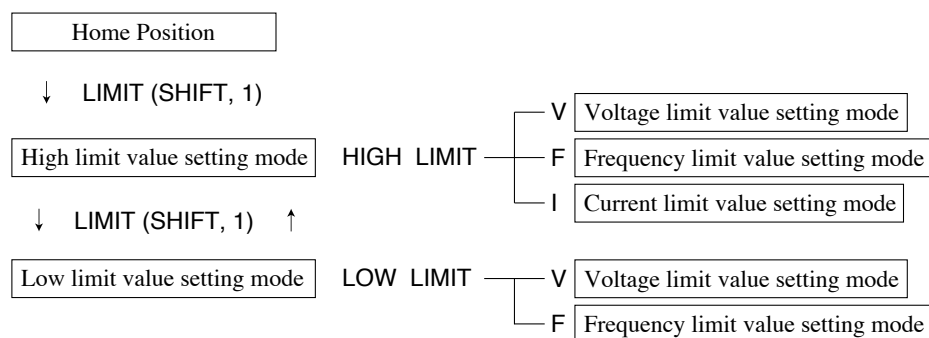 Home Position
↓ LIMIT (SHIFT, 1)
V Voltage limit value setting mode
High limit value setting mode HIGH LIMIT F Frequency limit value setting mode
I Current limit value setting mode
↓ LIMIT (SHIFT, 1) ↑
Low limit value setting mode LOW LIMIT V Voltage limit value setting mode
F Frequency limit value setting mode